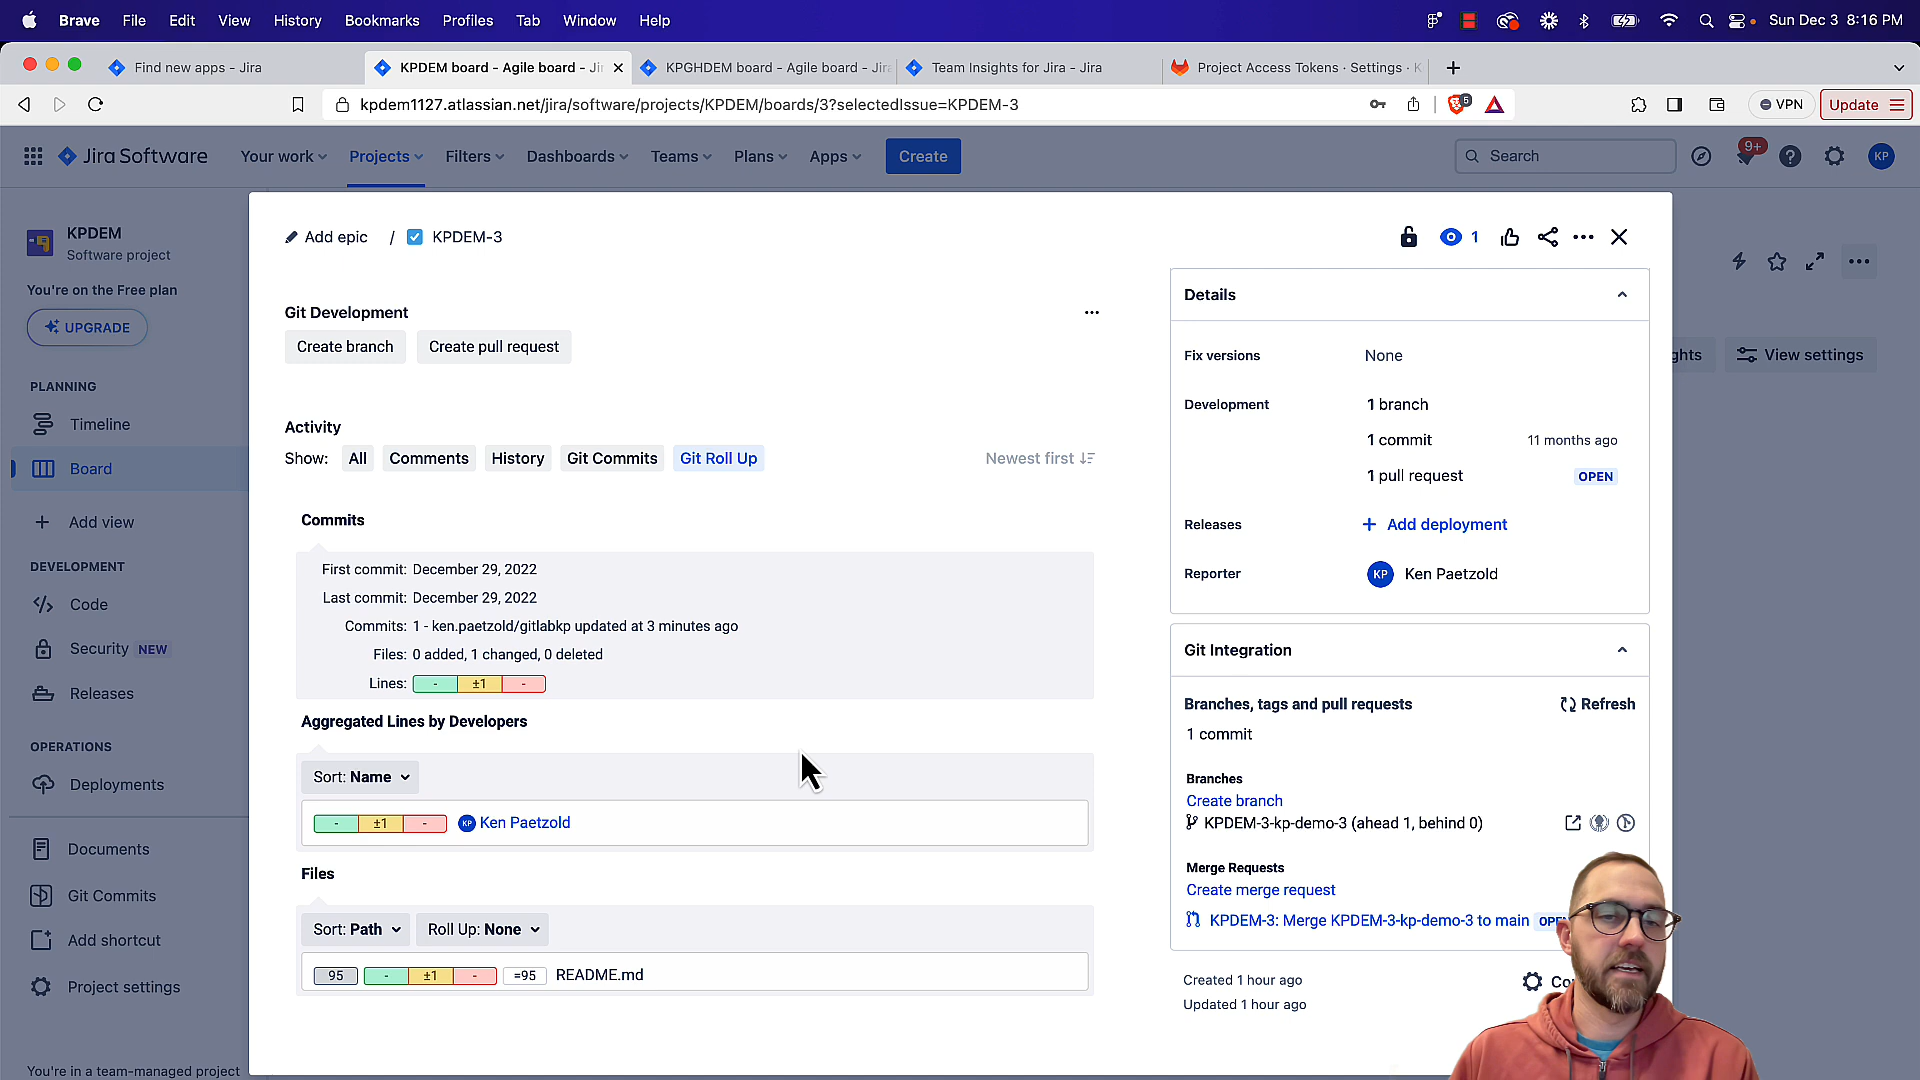 Brave File Edit View History Bookmarks Profiles Tab Window Help
Sun Dec 3 8:16 PM
Find new apps - Jira
KPDEM board - Agile board - Ji
KPGHDEM board - Agile board - Jira
Team Insights for Jira - Jira
Project Access Tokens · Settings · K
kpdem1127.atlassian.net/jira/software/projects/KPDEM/boards/3?selectedIssue=KPDEM-3
5
VPN
Update
Jira Software
Your work Projects Filters Dashboards Teams Plans Apps Create
Search
9+
KP
KPDEM
Software project
You're on the Free plan
UPGRADE
PLANNING
Timeline
Board
Add view
DEVELOPMENT
Code
Security NEW
Releases
OPERATIONS
Deployments
Documents
Git Commits
Add shortcut
Project settings
You're in a team-managed project
Add epic / KPDEM-3
1
Git Development
Create branch Create pull request
Activity
Show: All Comments History Git Commits Git Roll Up
Newest first
Commits
First commit: December 29, 2022
Last commit: December 29, 2022
Commits: 1 - ken.paetzold/gitlabkp updated at 3 minutes ago
Files: 0 added, 1 changed, 0 deleted
Lines: - ±1 -
Aggregated Lines by Developers
Sort: Name
- ±1 - KP Ken Paetzold
Files
Sort: Path Roll Up: None
95 - ±1 - =95 README.md
Details
Fix versions None
Development 1 branch
1 commit 11 months ago
1 pull request OPEN
Releases + Add deployment
Reporter KP Ken Paetzold
Git Integration
Branches, tags and pull requests Refresh
1 commit
Branches
Create branch
KPDEM-3-kp-demo-3 (ahead 1, behind 0)
Merge Requests
Create merge request
KPDEM-3: Merge KPDEM-3-kp-demo-3 to main
Created 1 hour ago
Updated 1 hour ago
ghts
View settings